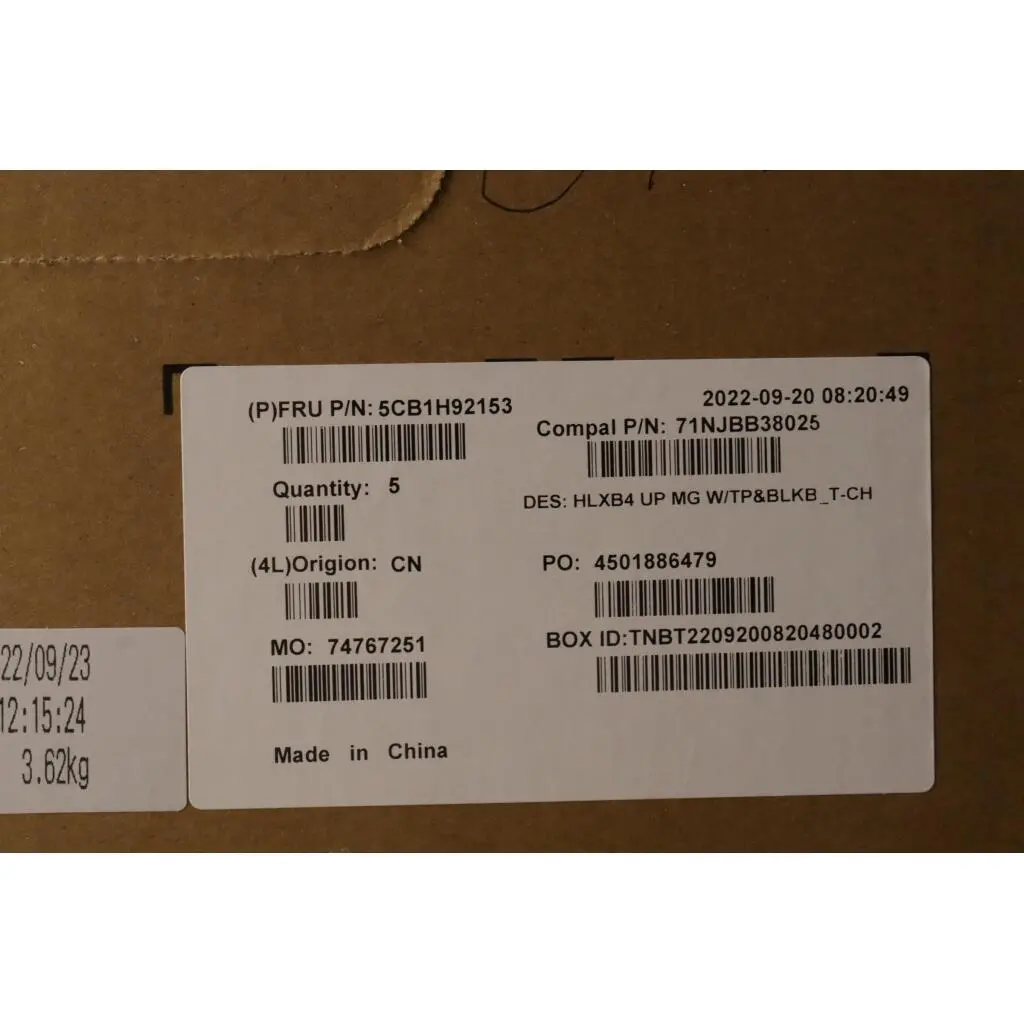 (P)FRU P/N: 5CB1H92153
2022-09-20 08:20:49
Compal P/N: 71NJBB38025
Quantity: 5
DES: HLXB4 UP MG W/TP&BLKB_T-CH
(4L)Origion: CN
PO: 4501886479
MO: 74767251
BOX ID:TNBT2209200820480002
Made in China
22/09/23
12:15:24
3.62kg